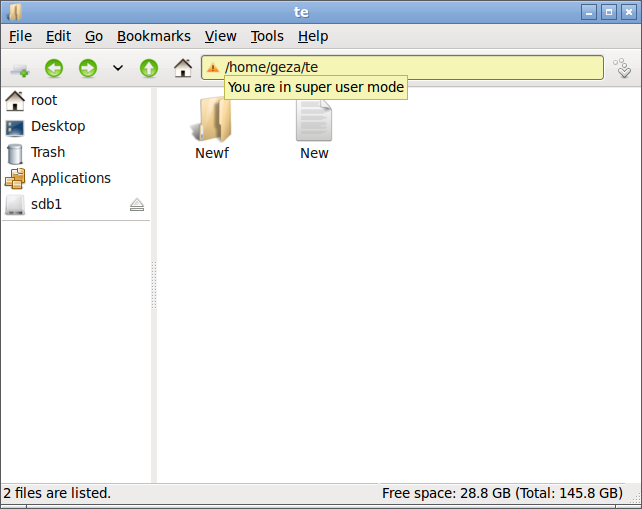 te
File Edit Go Bookmarks View Tools Help
/home/geza/te
You are in super user mode
root
Desktop
Trash
Applications
sdb1
Newf
New
2 files are listed.
Free space: 28.8 GB (Total: 145.8 GB)